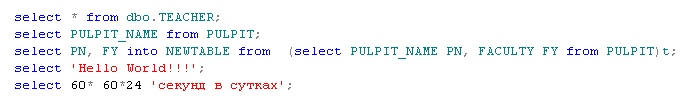 select * from dbo.TEACHER;
select PULPIT_NAME from PULPIT;
select PN, FY into NEWTABLE from  (select PULPIT_NAME PN, FACULTY FY from PULPIT)t;
select 'Hello World!!!';
select 60* 60*24 'секунд в сутках';